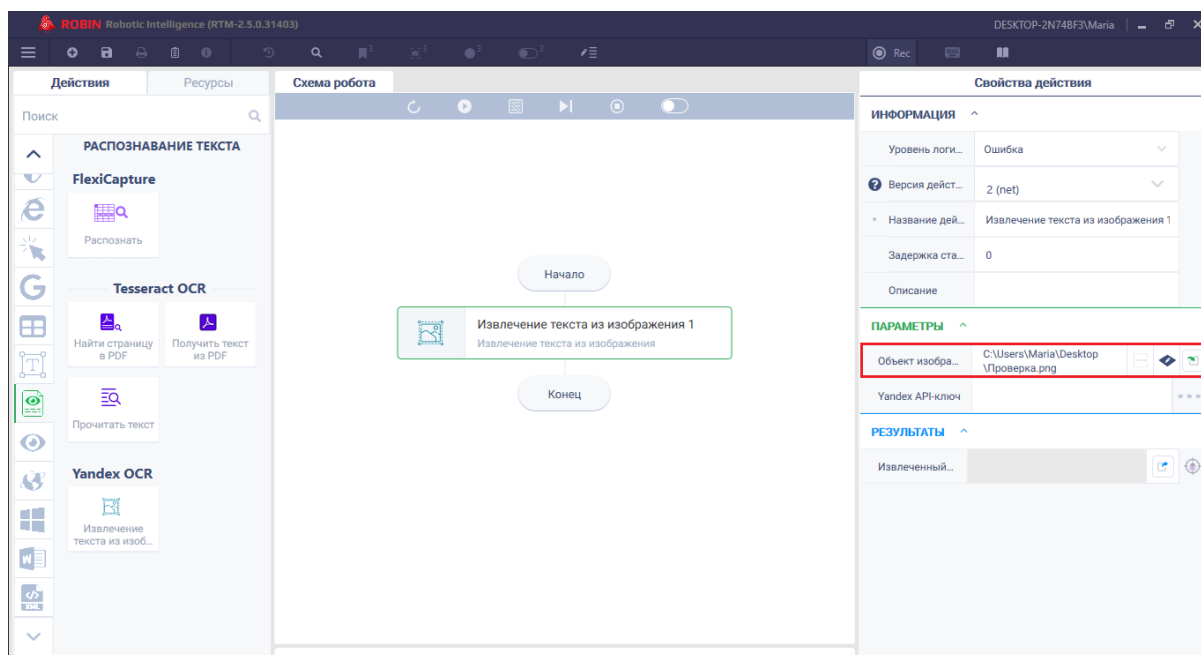 ROBIN Robotic Intelligence (RTM-2.5.0.31403)
DESKTOP-2N74BF3\Maria
3
3
3
3
Rec
Действия
Ресурсы
Схема робота
Свойства действия
Поиск
РАСПОЗНАВАНИЕ ТЕКСТА
FlexiCapture
Распознать
Tesseract OCR
Найти страницу
в PDF
Получить текст
из PDF
Прочитать текст
Yandex OCR
Извлечение
текста из изоб...
Начало
Извлечение текста из изображения 1
Извлечение текста из изображения
Конец
ИНФОРМАЦИЯ
Уровень логи...
Ошибка
Версия дейст...
2 (net)
Название дей...
Извлечение текста из изображения 1
Задержка ста...
0
Описание
ПАРАМЕТРЫ
Объект изобра...
C:\Users\Maria\Desktop
\Проверка.png
Yandex API-ключ
РЕЗУЛЬТАТЫ
Извлеченный...